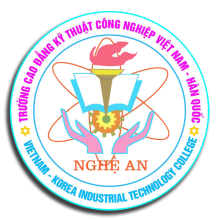 TRƯỜNG CAO ĐẲNG KỸ THUẬT CÔNG NGHIỆP VIỆT NAM - HÀN QUỐC
NGHỆ AN
VIETNAM - KOREA INDUSTRIAL TECHNOLOGY COLLEGE